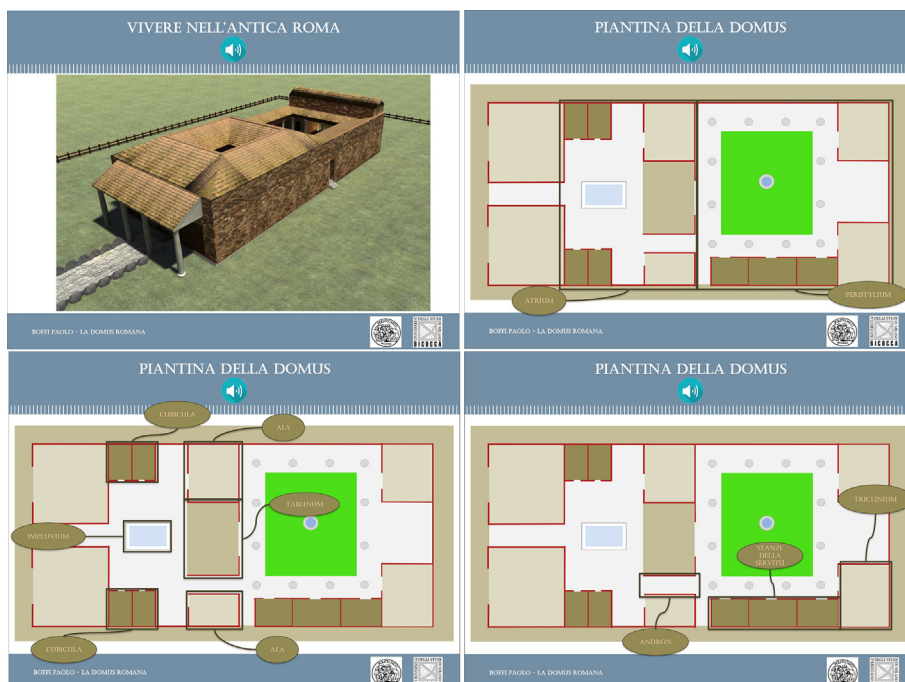 VIVERE NELL'ANTICA ROMA
BOFFI PAOLO – LA DOMUS ROMANA
BICOCCA
PIANTINA DELLA DOMUS
ATRIUM
PERISTYLIUM
BOFFI PAOLO – LA DOMUS ROMANA
BICOCCA
PIANTINA DELLA DOMUS
CUBICULA
ALA
TABLINUM
IMPLUVIUM
CUBICULA
ALA
BOFFI PAOLO – LA DOMUS ROMANA
PIANTINA DELLA DOMUS
TRICLINIUM
STANZE
DELLA
SERVITÙ
ANDRON
BOFFI PAOLO – LA DOMUS ROMANA